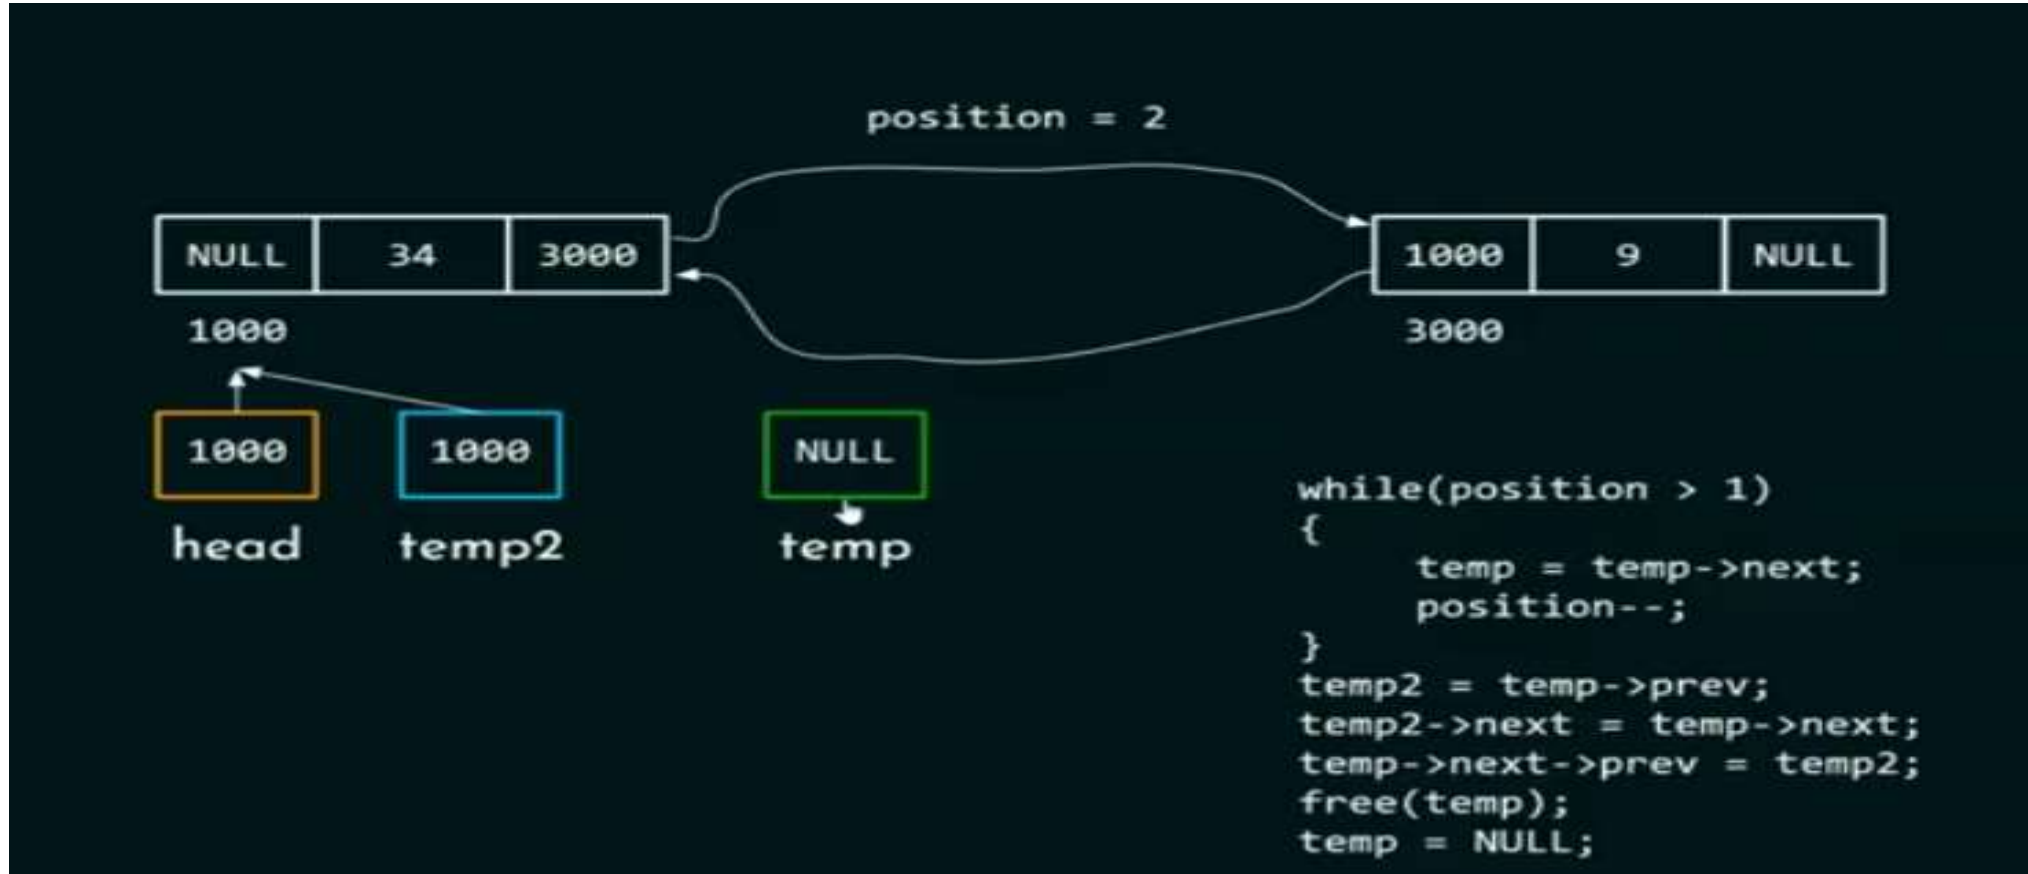 position = 2
NULL 34 3000
1000 9 NULL
1000
3000
1000
1000
NULL
head
temp2
temp
while(position > 1)
{
temp = temp->next;
position--;
}
temp2 = temp->prev;
temp2->next = temp->next;
temp->next->prev = temp2;
free(temp);
temp = NULL;